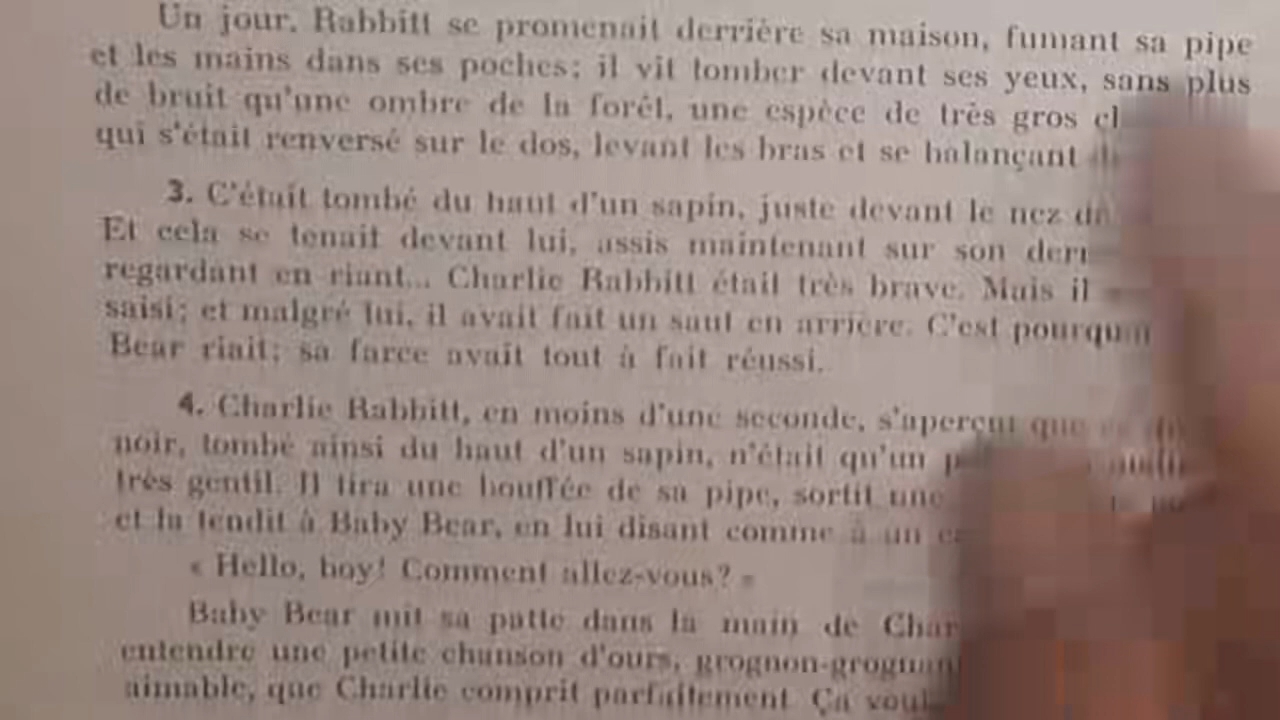 Un jour, Rabbitt se promenait derrière sa maison, fumant sa pipe
et les mains dans ses poches; il vit tomber devant ses yeux, sans plus
de bruit qu'une ombre de la forêt, une espèce de très gros
qui s'était renversé sur le dos, levant les bras et se balançant
3. C'était tombé du haut d'un sapin, juste devant le nez
Et cela se tenait devant lui, assis maintenant sur son
regardant en riant... Charlie Rabbitt était très brave. Mais il
saisi; et malgré lui, il avait fait un saut en arrière. C'est pourquoi
Bear riait; sa farce avait tout à fait réussi.
4. Charlie Rabbitt, en moins d'une seconde, s'aperçut que
noir, tombé ainsi du haut d'un sapin, n'était qu'un
très gentil. Il tira une bouffée de sa pipe, sortit une
et la tendit à Baby Bear, en lui disant comme à un
« Hello, boy! Comment allez-vous? »
Baby Bear mit sa patte dans la main de
entendre une petite chanson d'ours,
aimable, que Charlie comprit parfaitement. Ça